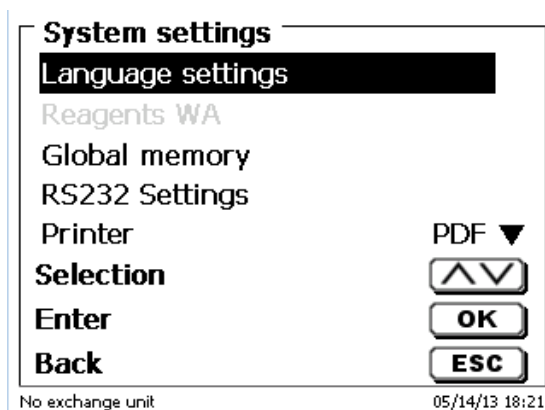 System settings
Language settings
Reagents WA
Global memory
RS232 Settings
Printer PDF ▼
Selection
Enter OK
Back ESC
No exchange unit 05/14/13 18:21